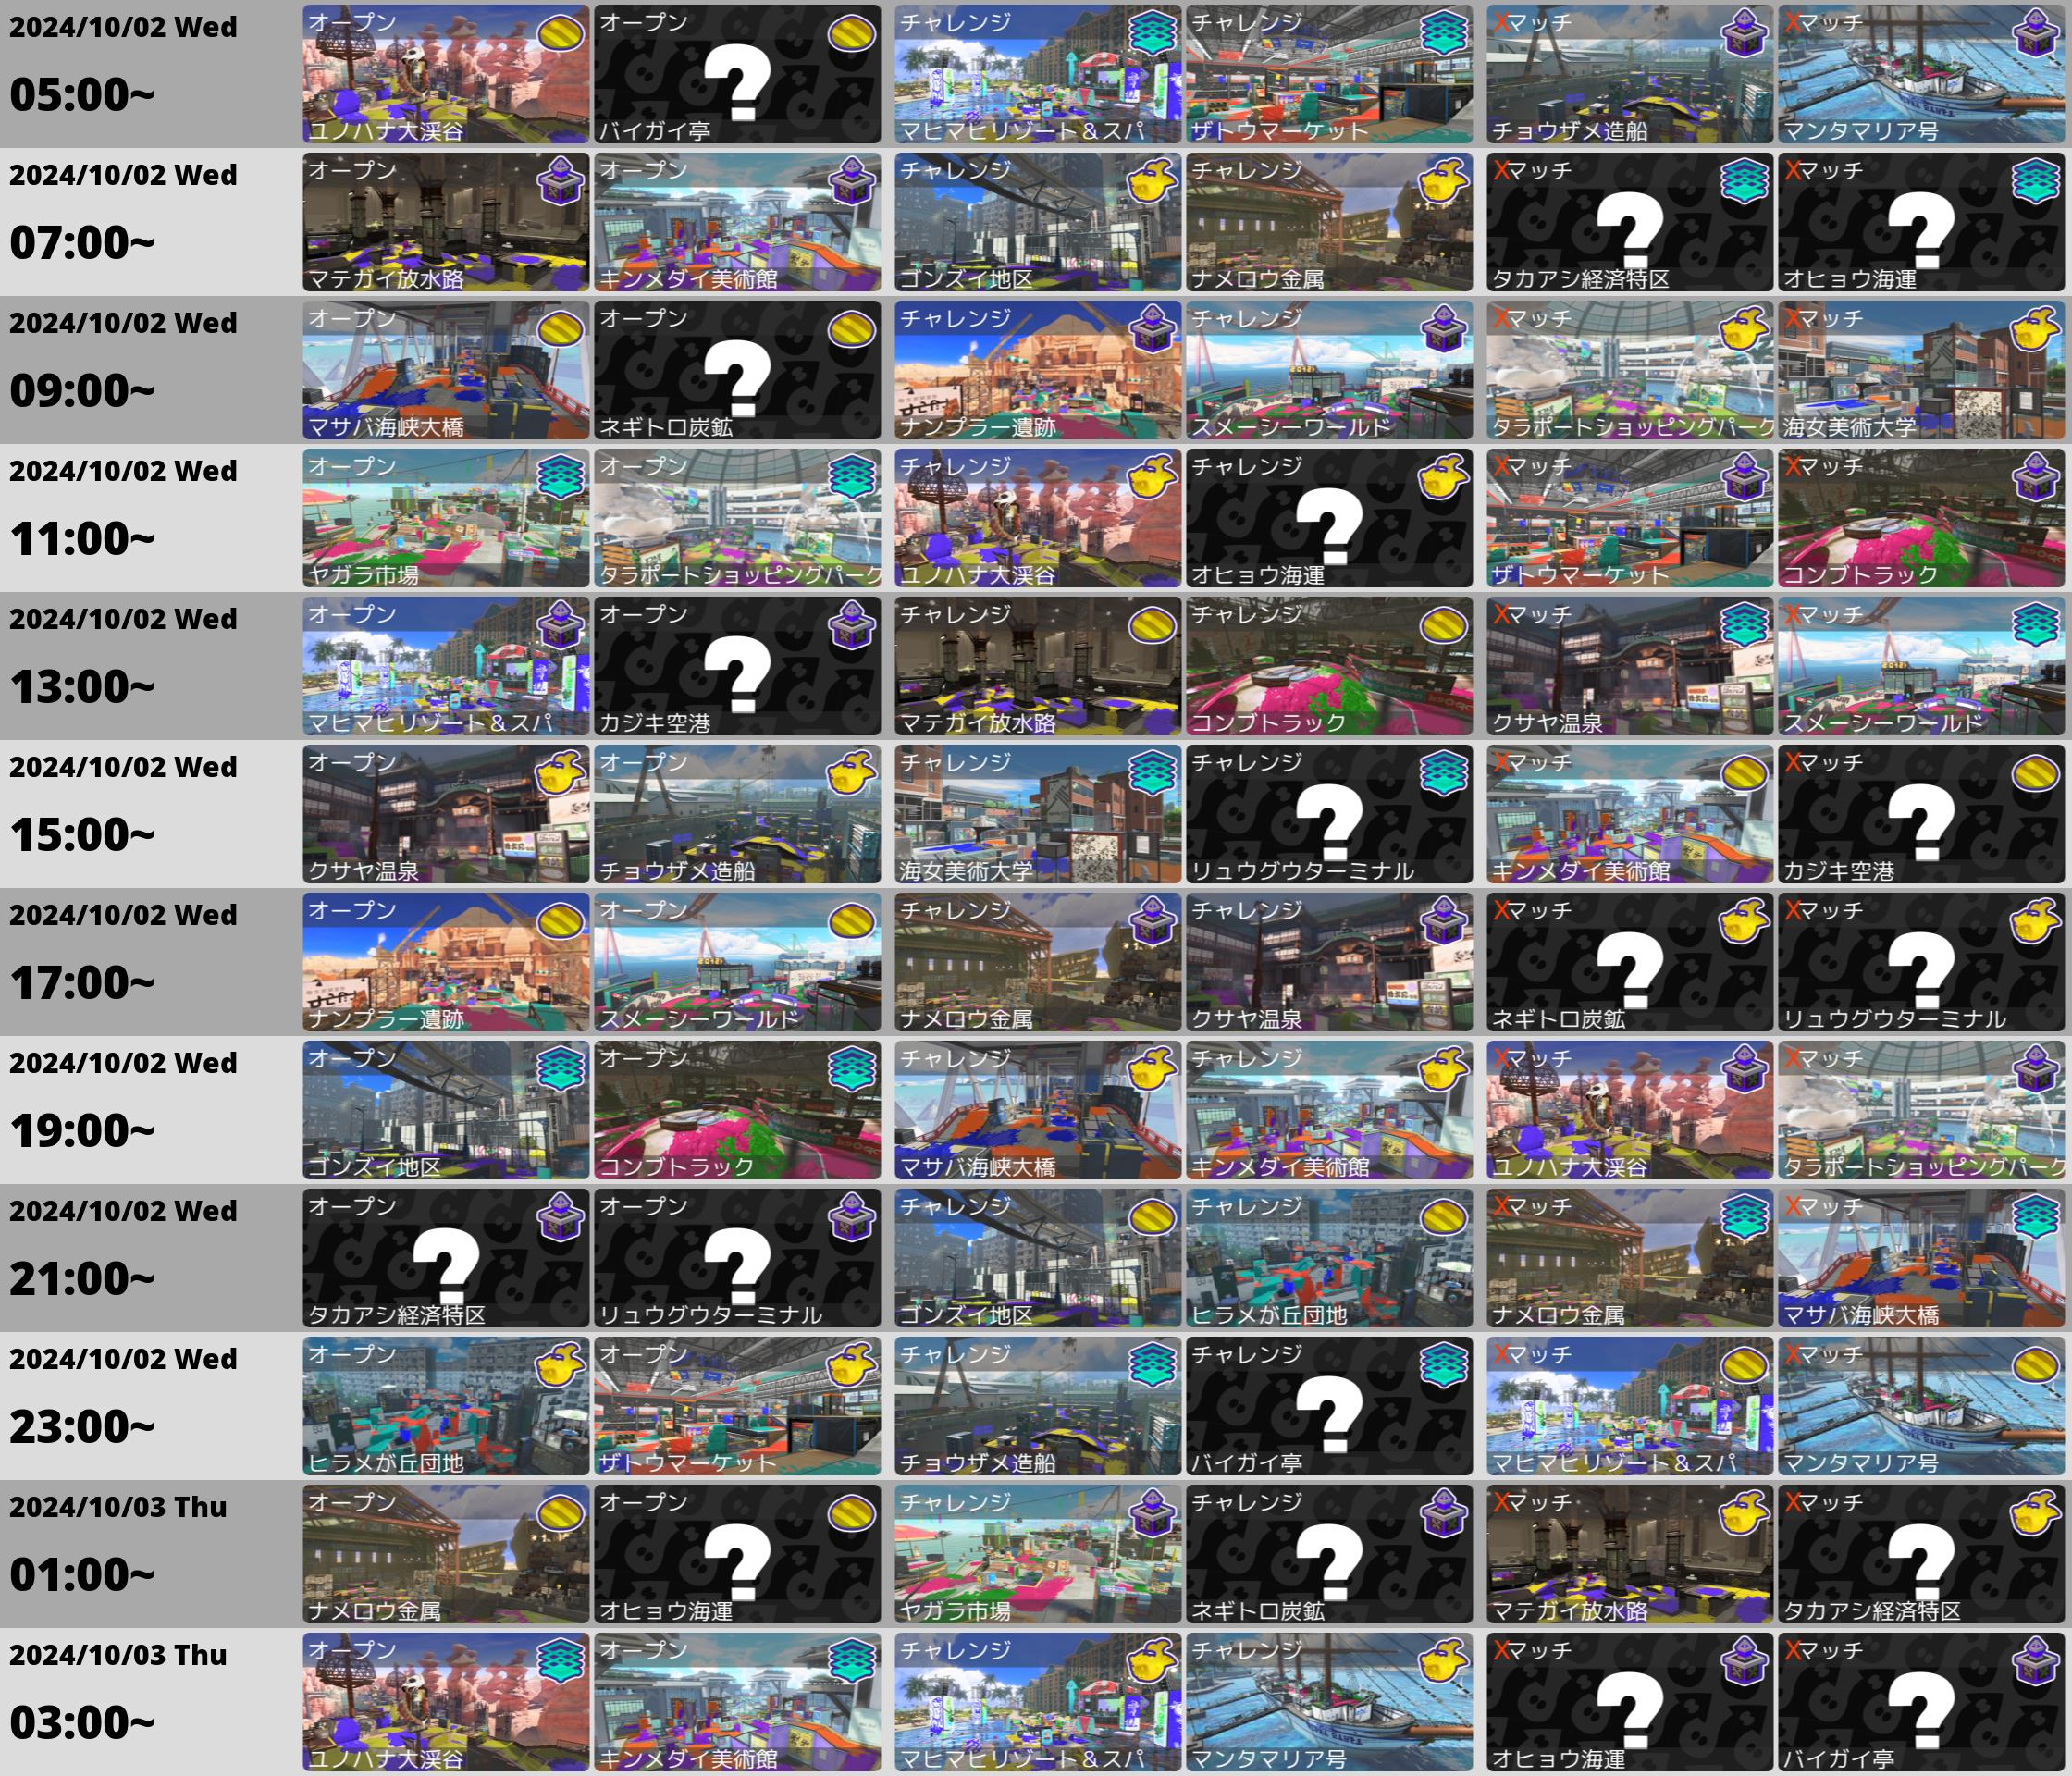 2024/10/02 Wed
05:00~
オープン
ユノハナ大渓谷
オープン
バイガイ亭
チャレンジ
マヒマヒリゾート＆スパ
チャレンジ
ザトウマーケット
Xマッチ
チョウザメ造船
Xマッチ
マンタマリア号
2024/10/02 Wed
07:00~
オープン
マテガイ放水路
オープン
キンメダイ美術館
チャレンジ
ゴンズイ地区
チャレンジ
ナメロウ金属
Xマッチ
タカアシ経済特区
Xマッチ
オヒョウ海運
2024/10/02 Wed
09:00~
オープン
マサバ海峡大橋
オープン
ネギトロ炭鉱
チャレンジ
ナンプラー遺跡
チャレンジ
スメーシーワールド
Xマッチ
タラポートショッピングパーク
Xマッチ
海女美術大学
2024/10/02 Wed
11:00~
オープン
ヤガラ市場
オープン
タラポートショッピングパーク
チャレンジ
ユノハナ大渓谷
チャレンジ
オヒョウ海運
Xマッチ
ザトウマーケット
Xマッチ
コンブトラック
2024/10/02 Wed
13:00~
オープン
マヒマヒリゾート＆スパ
オープン
カジキ空港
チャレンジ
マテガイ放水路
チャレンジ
コンブトラック
Xマッチ
クサヤ温泉
Xマッチ
スメーシーワールド
2024/10/02 Wed
15:00~
オープン
クサヤ温泉
オープン
チョウザメ造船
チャレンジ
海女美術大学
チャレンジ
リュウグウターミナル
Xマッチ
キンメダイ美術館
Xマッチ
カジキ空港
2024/10/02 Wed
17:00~
オープン
ナンプラー遺跡
オープン
スメーシーワールド
チャレンジ
ナメロウ金属
チャレンジ
クサヤ温泉
Xマッチ
ネギトロ炭鉱
Xマッチ
リュウグウターミナル
2024/10/02 Wed
19:00~
オープン
ゴンズイ地区
オープン
コンブトラック
チャレンジ
マサバ海峡大橋
チャレンジ
キンメダイ美術館
Xマッチ
ユノハナ大渓谷
Xマッチ
タラポートショッピングパーク
2024/10/02 Wed
21:00~
オープン
タカアシ経済特区
オープン
リュウグウターミナル
チャレンジ
ゴンズイ地区
チャレンジ
ヒラメが丘団地
Xマッチ
ナメロウ金属
Xマッチ
マサバ海峡大橋
2024/10/02 Wed
23:00~
オープン
ヒラメが丘団地
オープン
ザトウマーケット
チャレンジ
チョウザメ造船
チャレンジ
バイガイ亭
Xマッチ
マヒマヒリゾート＆スパ
Xマッチ
マンタマリア号
2024/10/03 Thu
01:00~
オープン
ナメロウ金属
オープン
オヒョウ海運
チャレンジ
ヤガラ市場
チャレンジ
ネギトロ炭鉱
Xマッチ
マテガイ放水路
Xマッチ
タカアシ経済特区
2024/10/03 Thu
03:00~
オープン
ユノハナ大渓谷
オープン
キンメダイ美術館
チャレンジ
マヒマヒリゾート＆スパ
チャレンジ
マンタマリア号
Xマッチ
オヒョウ海運
Xマッチ
バイガイ亭